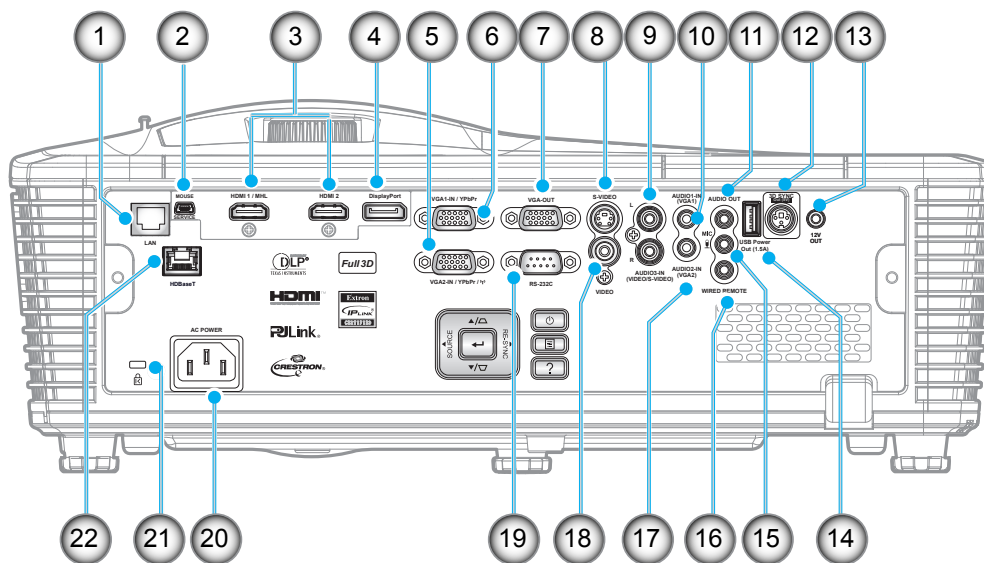 1 2 3 4 5 6 7 8 9 10 11 12 13
MOUSE
SERVICE
HDMI 1 / MHL
HDMI 2
DisplayPort
VGA1-IN / YPbPr
VGA-OUT
S-VIDEO
L
AUDIO1-IN
(VGA1)
AUDIO OUT
3D SYNC
LAN
MIC
12V
OUT
USB Power
Out (1.5A)
HDBaseT
DLP®
TEXAS INSTRUMENTS
Full 3D
VGA2-IN / YPbPr /
RS-232C
VIDEO
R
AUDIO3-IN
(VIDEO/S-VIDEO)
AUDIO2-IN
(VGA2)
WIRED REMOTE
HDMI
Extron
IPLINK
CERTIFIED
PJLink
AC POWER
SOURCE
RE-SYNC
?
CRESTRON
22 21 20 19 18 17 16 15 14